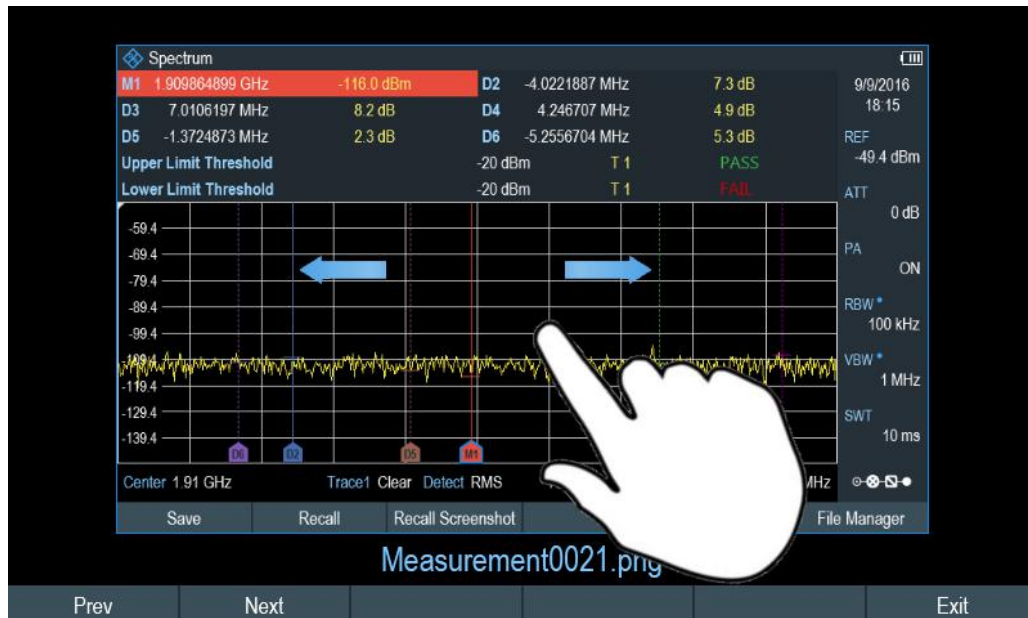 Spectrum
M1 1.909864899 GHz -116.0 dBm D2 -4.0221887 MHz 7.3 dB
D3 7.0106197 MHz 8.2 dB D4 4.246707 MHz 4.9 dB
D5 -1.3724873 MHz 2.3 dB D6 -5.2556704 MHz 5.3 dB
Upper Limit Threshold -20 dBm T 1 PASS
Lower Limit Threshold -20 dBm T 1 FAIL
9/9/2016
18:15
REF
-49.4 dBm
ATT
0 dB
PA
ON
RBW
100 kHz
VBW
1 MHz
SWT
10 ms
-59.4
-69.4
-79.4
-89.4
-99.4
-109.4
-119.4
-129.4
-139.4
D6 D2 D5 M1
Center 1.91 GHz Trace1 Clear Detect RMS MHz
Save Recall Recall Screenshot File Manager
Measurement0021.png
Prev Next Exit